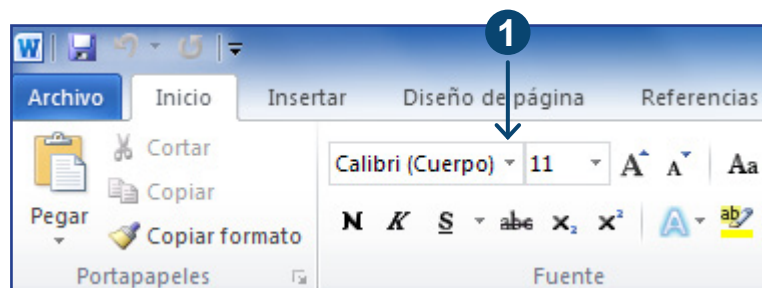 1
W
Archivo Inicio Insertar Diseño de página Referencias
Cortar
Calibri (Cuerpo) 11 A A Aa
Copiar
Pegar
N K S abc x₂ x² A ab
Copiar formato
Portapapeles Fuente